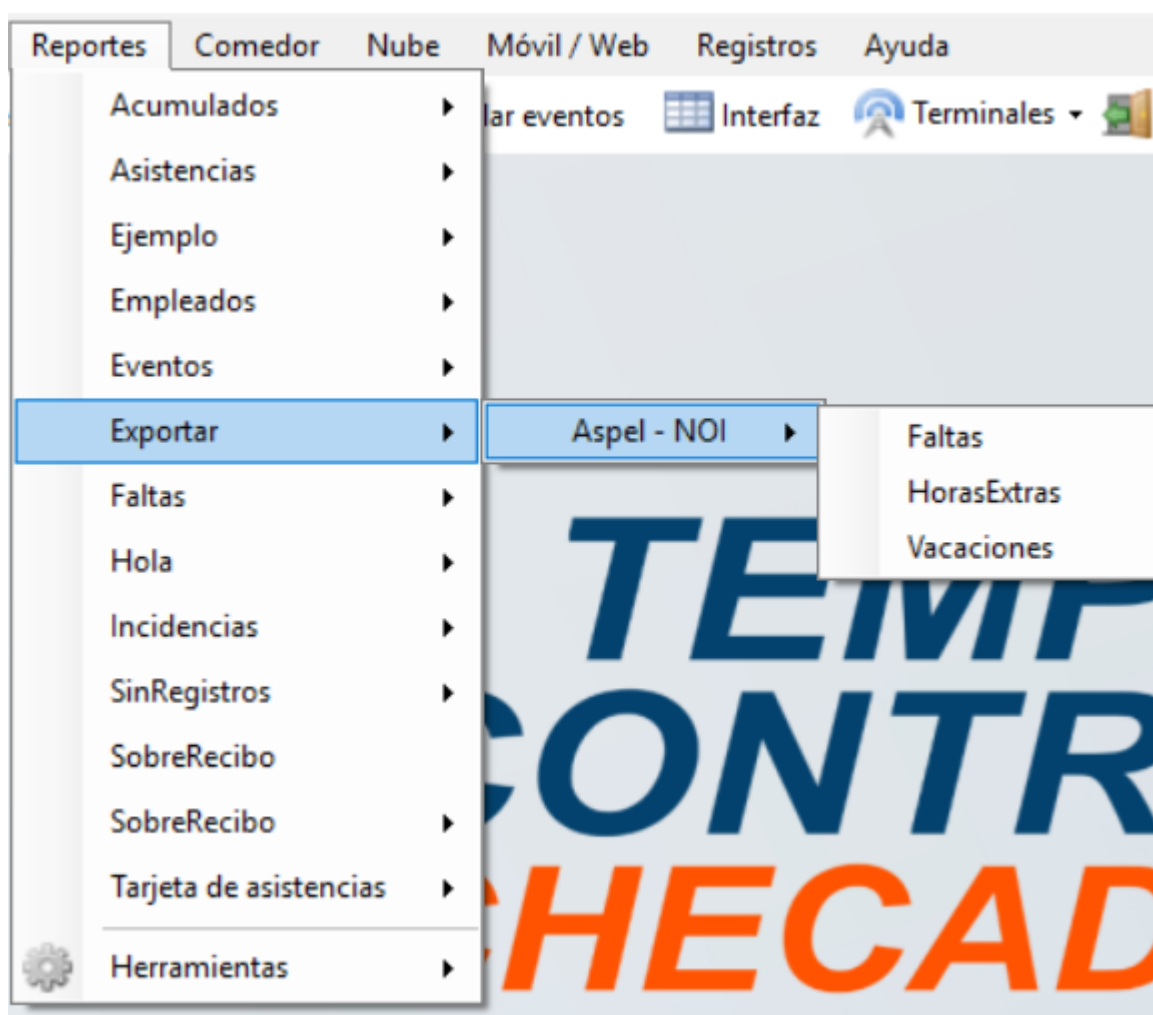 Reportes Comedor Nube Móvil / Web Registros Ayuda
lar eventos Interfaz Terminales
Acumulados
Asistencias
Ejemplo
Empleados
Eventos
Exportar
Aspel - NOI
Faltas
HorasExtras
Vacaciones
Faltas
Hola
Incidencias
SinRegistros
SobreRecibo
SobreRecibo
Tarjeta de asistencias
Herramientas
TEMP
CONTR
CHECAD